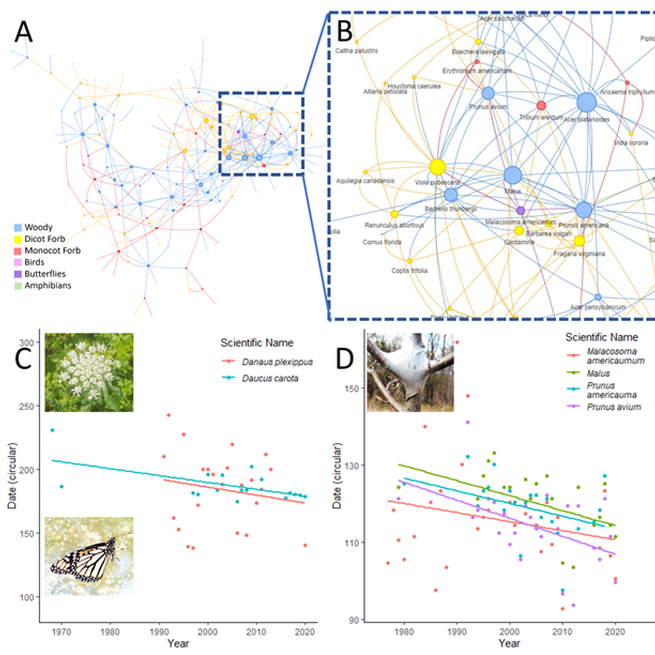 A
B
Woody
Dicot Forb
Monocot Forb
Birds
Butterflies
Amphibians
Acer saccharum
Caltha palustris
Boechera laevigata
Erythronium americanum
Houstonia caerulea
Alliaria petiolata
Prunus avium
Arisaema triphyllum
Trillium erectum
Acer platanoides
Viola sororia
Aquilegia canadensis
Viola pubescens
Malus
Berberis thunbergii
Malacosoma americanum
Prunus americana
Ranunculus abortivus
Barbarea vulgaris
Cardamine
Cornus florida
Fragaria virginiana
Coptis trifolia
Acer pensylvanicum
C
Scientific Name
Danaus plexippus
Daucus carota
300
250
200
150
100
Date (circular)
1970
1980
1990
2000
2010
2020
Year
D
Scientific Name
Malacosoma
americaumum
Malus
Prunus
americauma
Prunus avium
150
130
110
90
Date (circular)
1980
1990
2000
2010
2020
Year